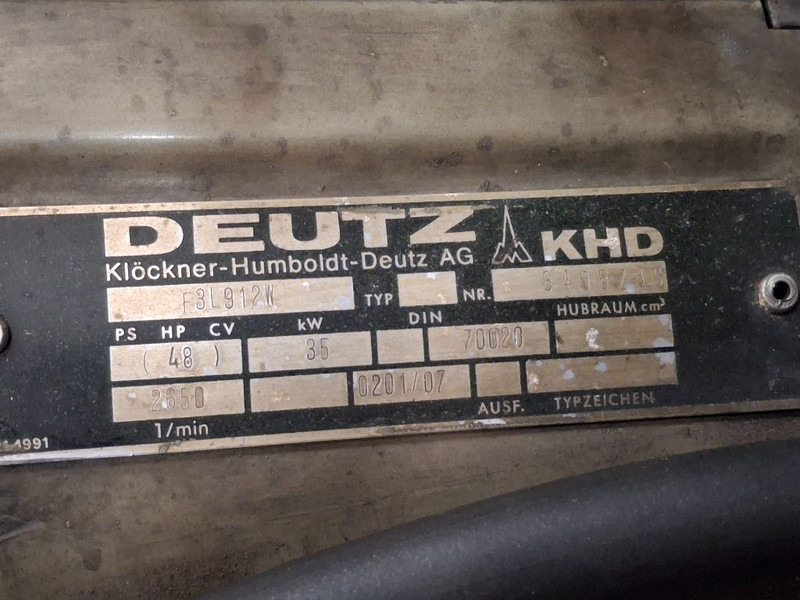 DEUTZ KHD
Klöckner-Humboldt-Deutz AG
F3L912W TYP NR.
PS HP CV kW DIN HUBRAUM cm³
( 48 ) 35 70020
2650 0201/07
1/min AUSF. TYPZEICHEN
1991